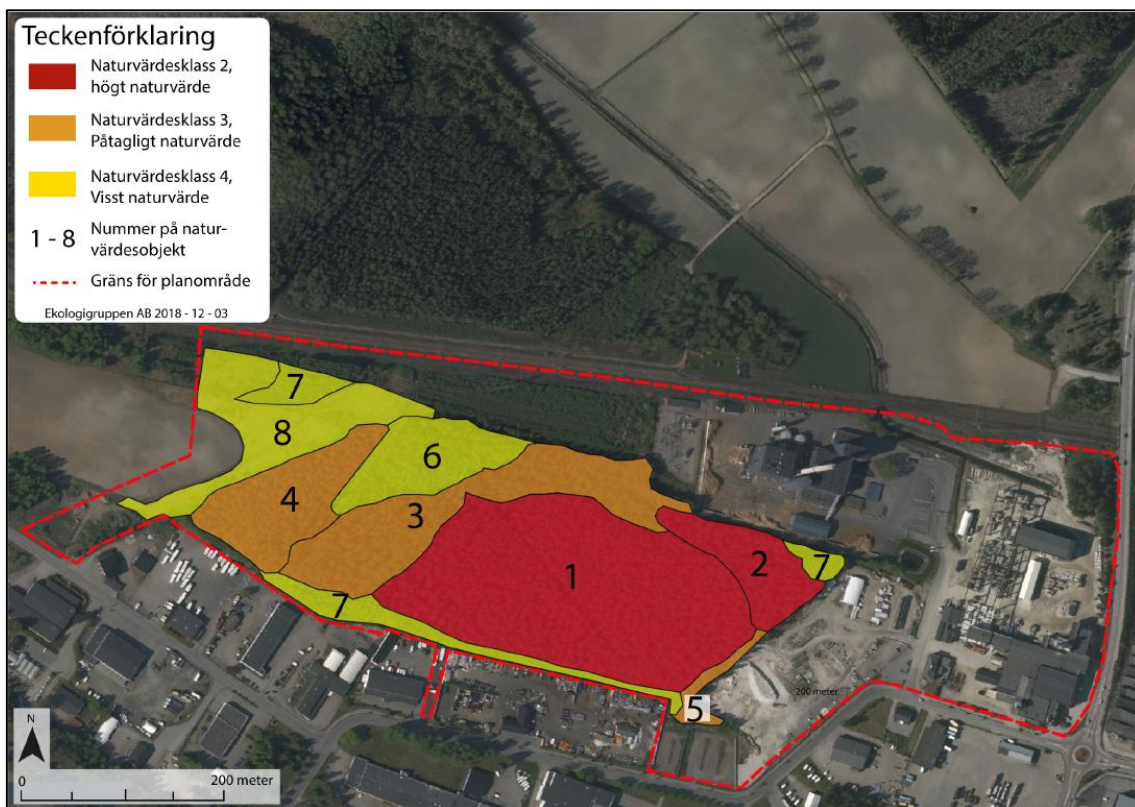 Teckenförklaring
Naturvärdesklass 2,
högt naturvärde
Naturvärdesklass 3,
Påtagligt naturvärde
Naturvärdesklass 4,
Visst naturvärde
1 - 8 Nummer på natur-
värdesobjekt
Gräns för planområde
Ekologigruppen AB 2018 - 12 - 03
7
8
6
4
3
1
2
7
7
5
200 meter
N
0 200 meter